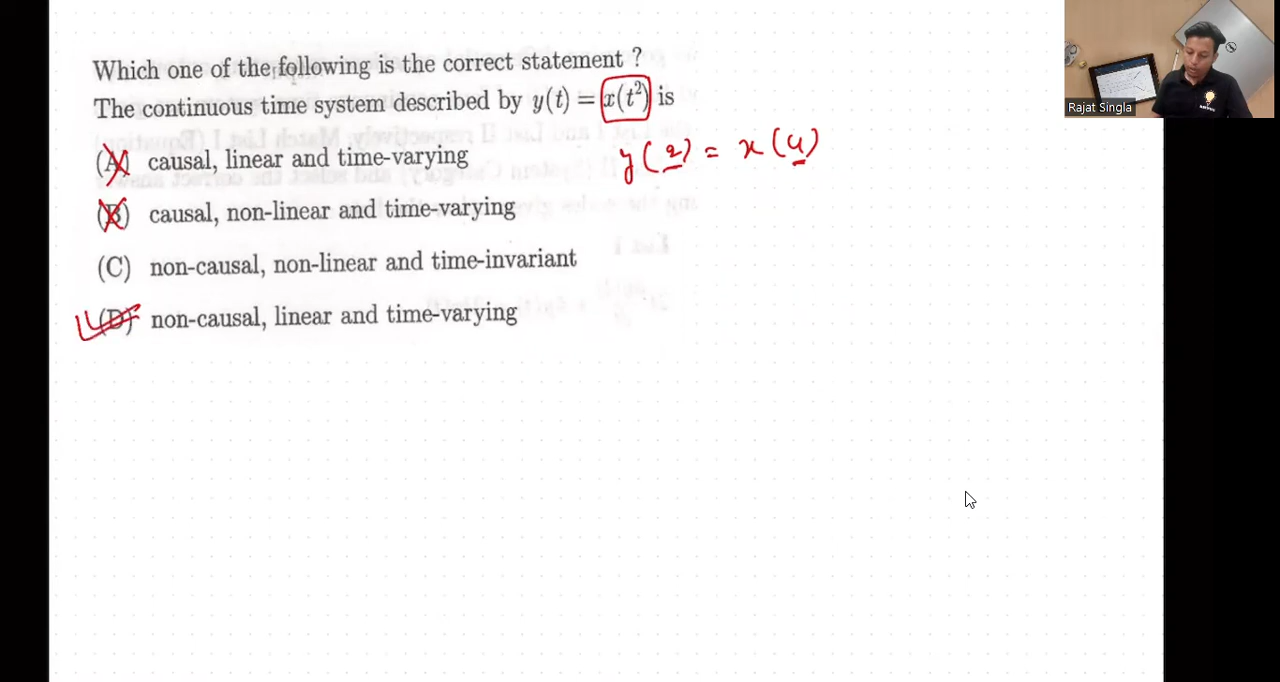 Which one of the following is the correct statement ?
The continuous time system described by y(t) = x(t²) is
y(2) = x(4)
(A) causal, linear and time-varying
(B) causal, non-linear and time-varying
(C) non-causal, non-linear and time-invariant
(D) non-causal, linear and time-varying
Rajat Singla